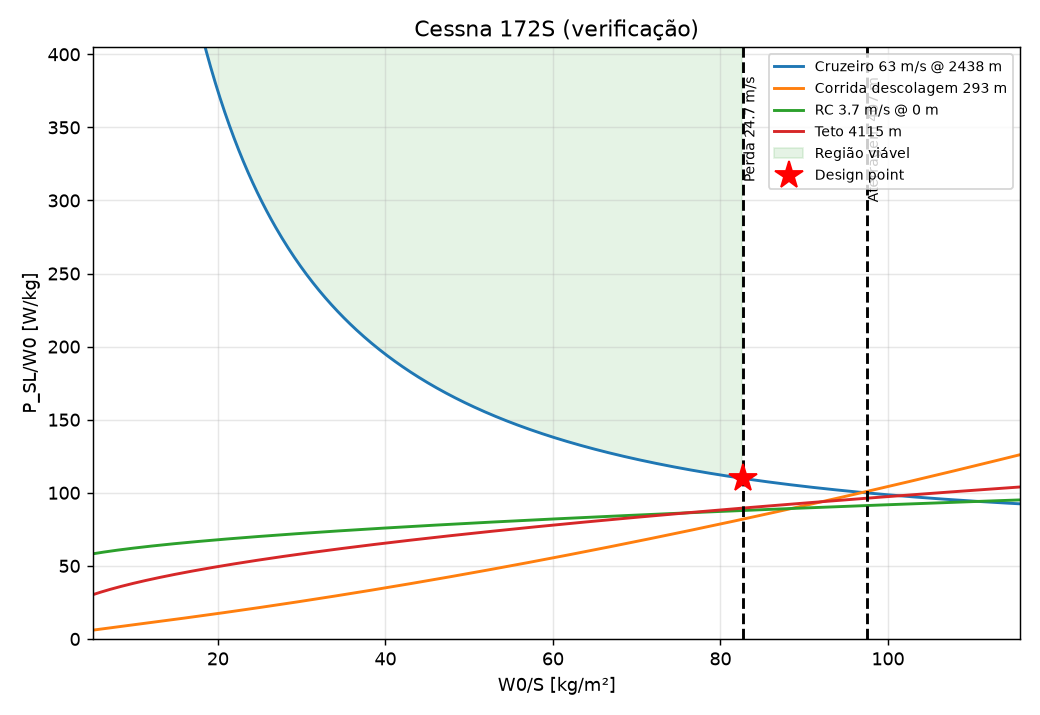 Cessna 172S (verificação)
400
350
300
250
200
150
100
50
0
P_SL/W0 [W/kg]
20
40
60
80
100
W0/S [kg/m²]
Perda 24.7 m/s
Cruzeiro 63 m/s @ 2438 m
Corrida descolagem 293 m
RC 3.7 m/s @ 0 m
Teto 4115 m
Região viável
Design point